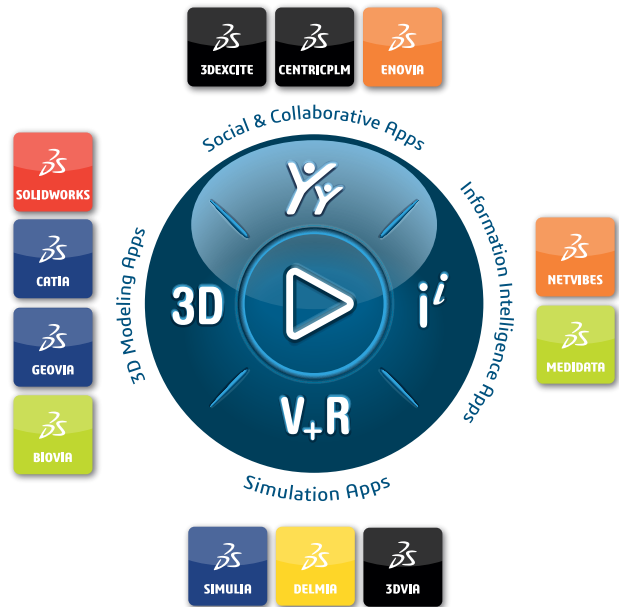 3DEXCITE
CENTRICPLM
ENOVIA
Social & Collaborative Apps
SOLIDWORKS
CATIA
GEOVIA
BIOVIA
3D Modeling Apps
3D
i i
V+R
Information Intelligence Apps
NETVIBES
MEDIDATA
Simulation Apps
SIMULIA
DELMIA
3DVIA